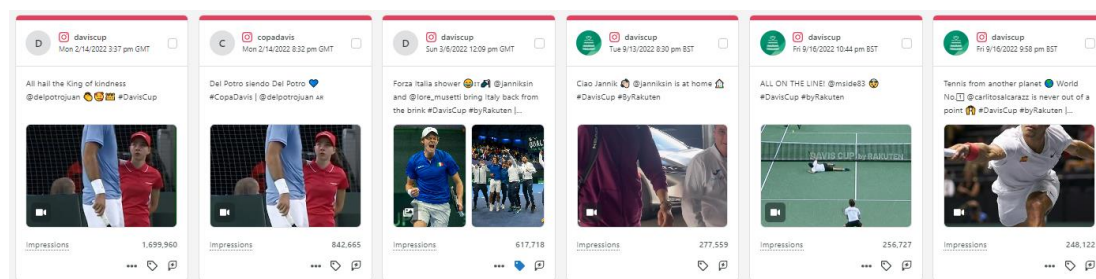 D
daviscup
Mon 2/14/2022 3:37 pm GMT
All hail the King of kindness
@delpotrojuan 👏🤩👑 #DavisCup
Impressions 1,699,960
C
copadavis
Mon 2/14/2022 8:32 pm GMT
Del Potro siendo Del Potro 💙
#CopaDavis | @delpotrojuan AR
Impressions 842,665
D
daviscup
Sun 3/6/2022 12:09 pm GMT
Forza Italia shower @janniksin
and @lore_musetti bring Italy back from
the brink #DavisCup #byRakuten |...
Impressions 617,718
daviscup
Tue 9/13/2022 8:30 pm BST
Ciao Jannik @janniksin is at home
#DavisCup #ByRakuten
Impressions 277,559
daviscup
Fri 9/16/2022 10:44 pm BST
ALL ON THE LINE! @mside83
#DavisCup #byRakuten
DAVIS CUP by RAKUTEN
Impressions 256,727
daviscup
Fri 9/16/2022 9:58 pm BST
Tennis from another planet World
No.1 @carlitosalcarazz is never out of a
point #DavisCup #byRakuten |...
Impressions 248,122